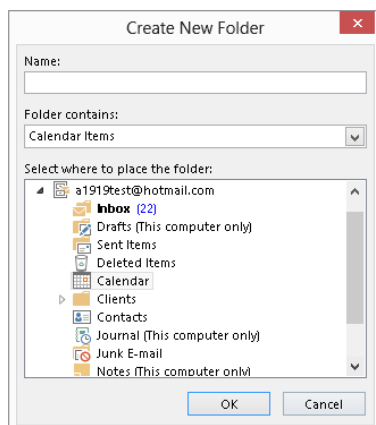 Create New Folder
Name:
Folder contains:
Calendar Items
Select where to place the folder:
a1919test@hotmail.com
Inbox (22)
Drafts (This computer only)
Sent Items
Deleted Items
Calendar
Clients
Contacts
Journal (This computer only)
Junk E-mail
Notes (This computer only)
OK Cancel